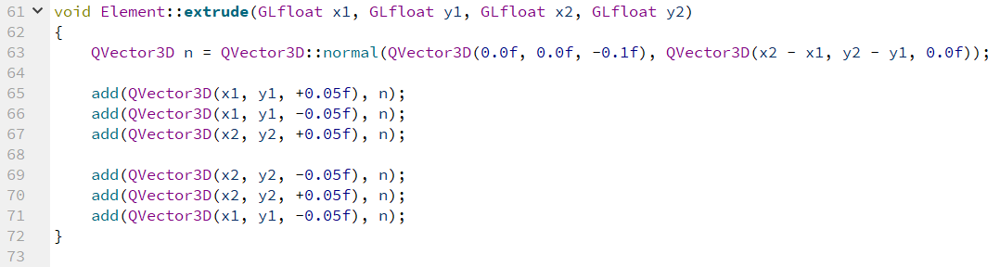 61 void Element::extrude(GLfloat x1, GLfloat y1, GLfloat x2, GLfloat y2)
62 {
63     QVector3D n = QVector3D::normal(QVector3D(0.0f, 0.0f, -0.1f), QVector3D(x2 - x1, y2 - y1, 0.0f));
64
65     add(QVector3D(x1, y1, +0.05f), n);
66     add(QVector3D(x1, y1, -0.05f), n);
67     add(QVector3D(x2, y2, +0.05f), n);
68
69     add(QVector3D(x2, y2, -0.05f), n);
70     add(QVector3D(x2, y2, +0.05f), n);
71     add(QVector3D(x1, y1, -0.05f), n);
72 }
73